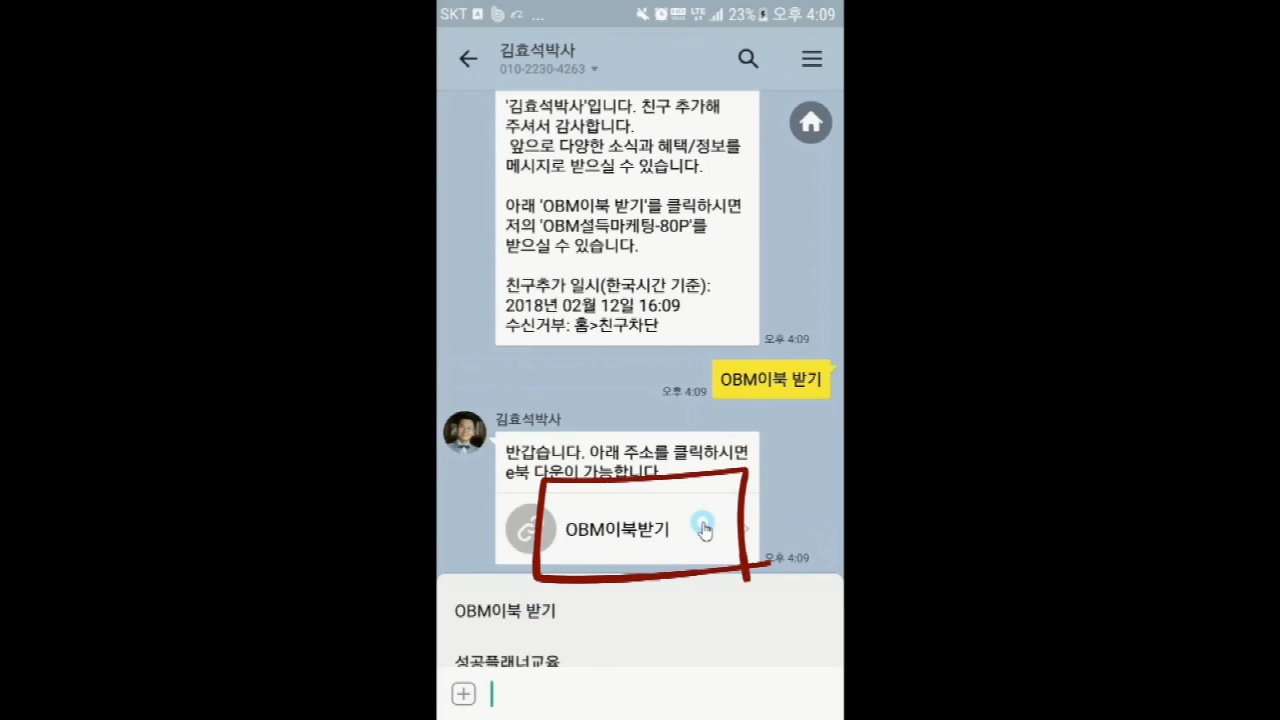 SKT
...
LTE
23%
오후 4:09
김효석박사
010-2230-4263
'김효석박사'입니다. 친구 추가해
주셔서 감사합니다.
앞으로 다양한 소식과 혜택/정보를
메시지로 받으실 수 있습니다.
아래 'OBM이북 받기'를 클릭하시면
저의 'OBM설득마케팅-80P'를
받으실 수 있습니다.
친구추가 일시(한국시간 기준):
2018년 02월 12일 16:09
수신거부: 홈>친구차단
오후 4:09
OBM이북 받기
오후 4:09
김효석박사
반갑습니다. 아래 주소를 클릭하시면
e북 다운이 가능합니다
OBM이북받기
오후 4:09
OBM이북 받기
성공플래너교육